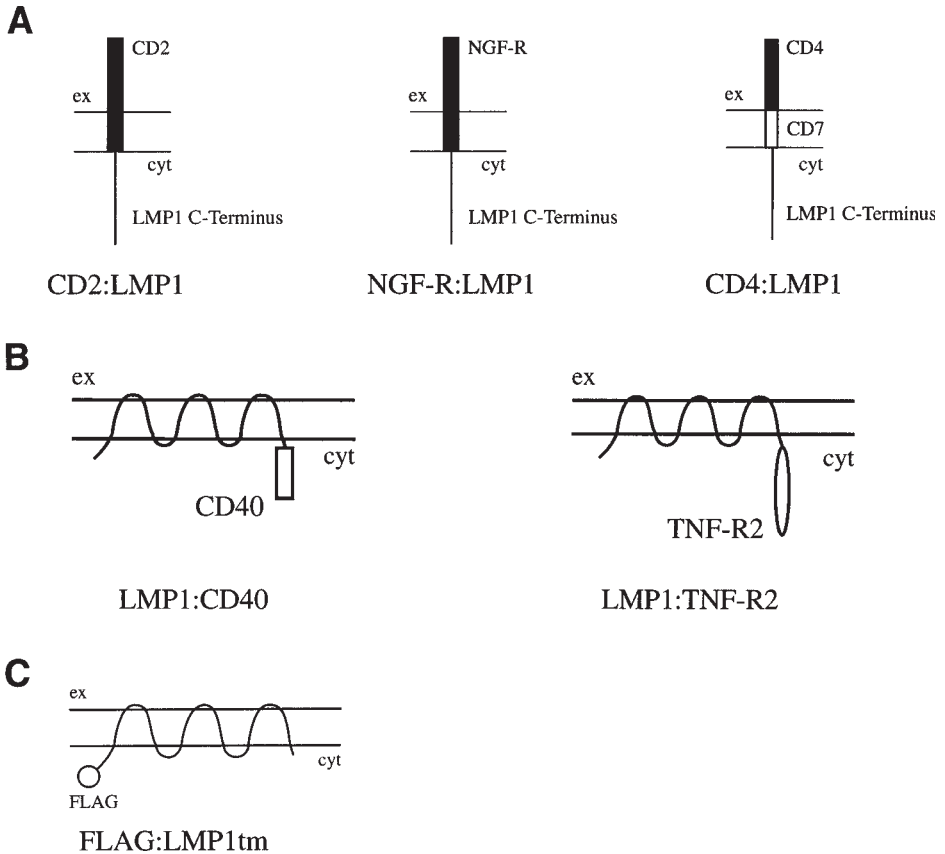 A
CD2
ex
cyt
LMP1 C-Terminus
CD2:LMP1
NGF-R
ex
cyt
LMP1 C-Terminus
NGF-R:LMP1
CD4
ex
CD7
cyt
LMP1 C-Terminus
CD4:LMP1
B
ex
cyt
CD40
LMP1:CD40
ex
cyt
TNF-R2
LMP1:TNF-R2
C
ex
cyt
FLAG
FLAG:LMP1tm